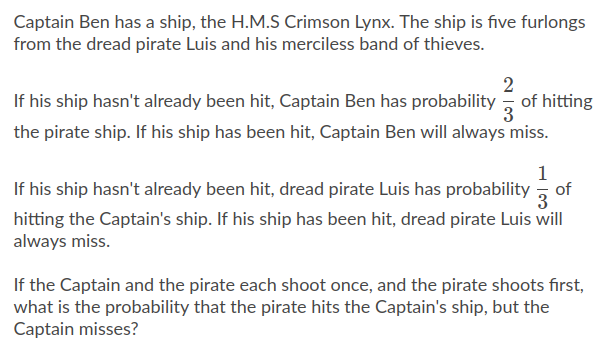 Captain Ben has a ship, the H.M.S Crimson Lynx. The ship is five furlongs
from the dread pirate Luis and his merciless band of thieves.
If his ship hasn't already been hit, Captain Ben has probability 2/3 of hitting
the pirate ship. If his ship has been hit, Captain Ben will always miss.
If his ship hasn't already been hit, dread pirate Luis has probability 1/3 of
hitting the Captain's ship. If his ship has been hit, dread pirate Luis will
always miss.
If the Captain and the pirate each shoot once, and the pirate shoots first,
what is the probability that the pirate hits the Captain's ship, but the
Captain misses?